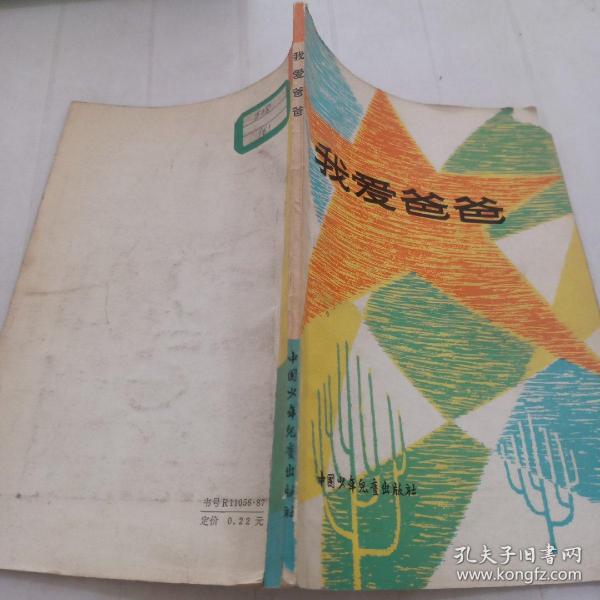 我爱爸爸
中国少年儿童出版社
我爱爸爸
中国少年儿童出版社
书号R11056·87
定价 0.22 元
孔夫子旧书网
www.kongfz.com